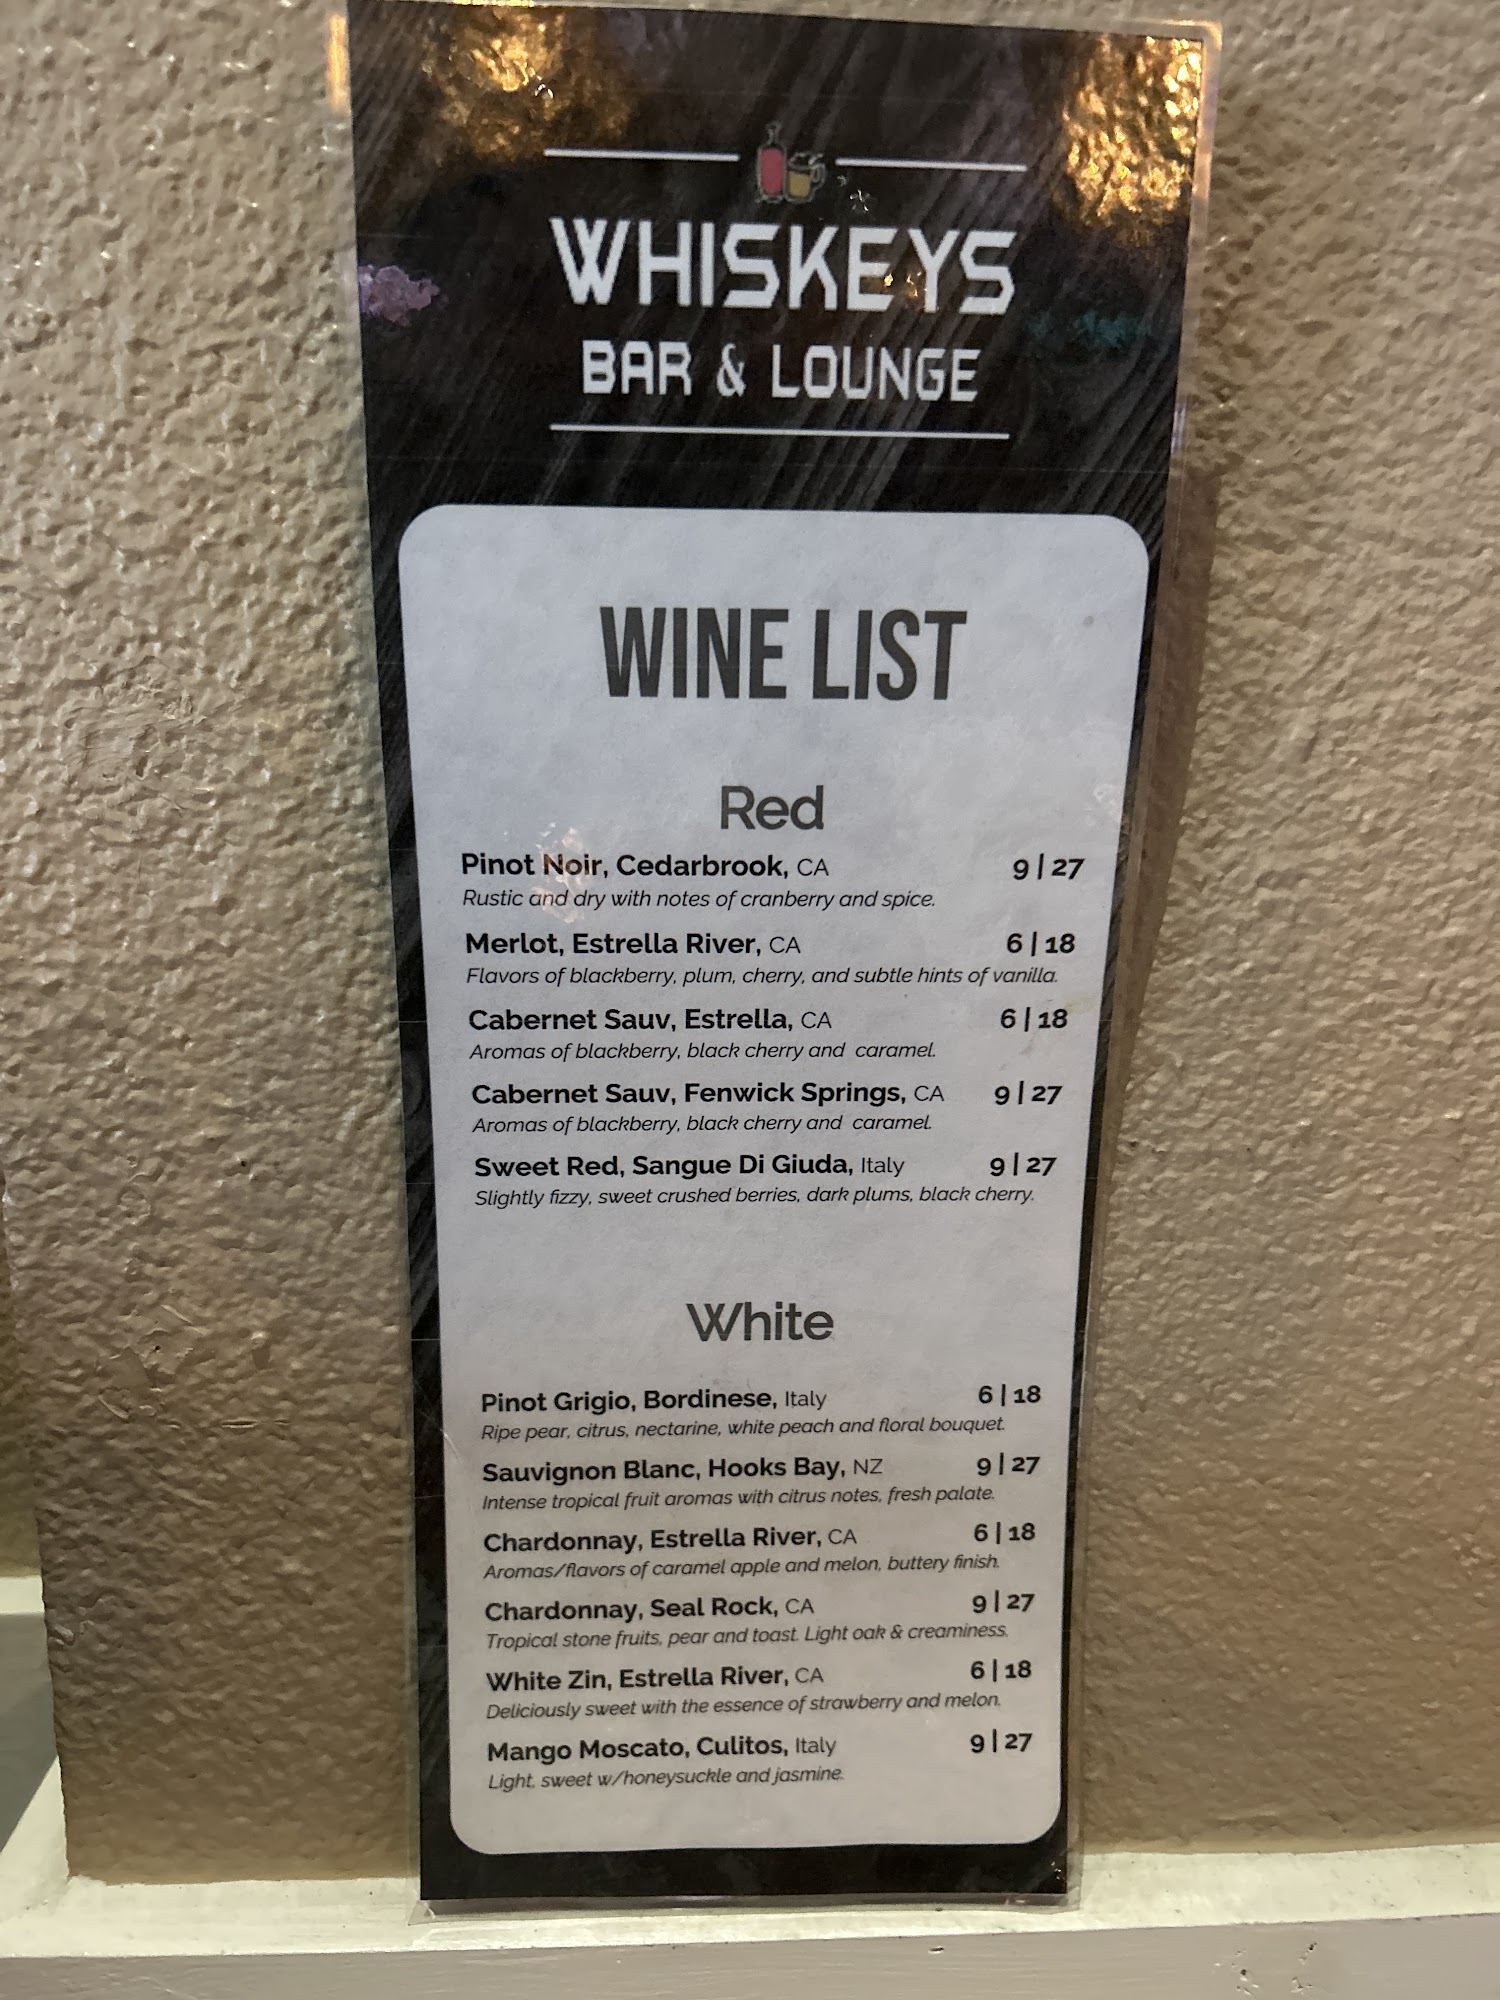 WHISKEYS
BAR & LOUNGE
WINE LIST
Red
Pinot Noir, Cedarbrook, CA 9 | 27
Rustic and dry with notes of cranberry and spice.
Merlot, Estrella River, CA 6 | 18
Flavors of blackberry, plum, cherry, and subtle hints of vanilla.
Cabernet Sauv, Estrella, CA 6 | 18
Aromas of blackberry, black cherry and caramel.
Cabernet Sauv, Fenwick Springs, CA 9 | 27
Aromas of blackberry, black cherry and caramel.
Sweet Red, Sangue Di Giuda, Italy 9 | 27
Slightly fizzy, sweet crushed berries, dark plums, black cherry.
White
Pinot Grigio, Bordinese, Italy 6 | 18
Ripe pear, citrus, nectarine, white peach and floral bouquet.
Sauvignon Blanc, Hooks Bay, NZ 9 | 27
Intense tropical fruit aromas with citrus notes, fresh palate.
Chardonnay, Estrella River, CA 6 | 18
Aromas/flavors of caramel apple and melon, buttery finish.
Chardonnay, Seal Rock, CA 9 | 27
Tropical stone fruits, pear and toast. Light oak & creaminess.
White Zin, Estrella River, CA 6 | 18
Deliciously sweet with the essence of strawberry and melon.
Mango Moscato, Culitos, Italy 9 | 27
Light, sweet w/honeysuckle and jasmine.